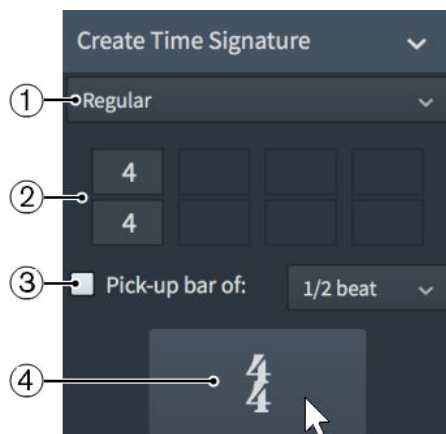 Create Time Signature
① Regular
② 4
4
③ Pick-up bar of: 1/2 beat
④ 4
4